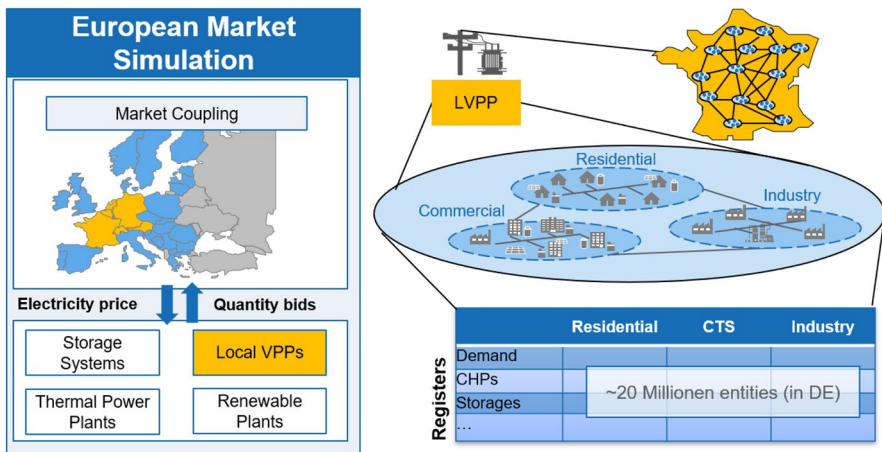 European Market
Simulation
Market Coupling
Electricity price
Quantity bids
Storage
Systems
Local VPPs
Thermal Power
Plants
Renewable
Plants
LVPP
Residential
Commercial
Industry
Registers
Residential
CTS
Industry
Demand
CHPs
Storages
...
~20 Millionen entities (in DE)